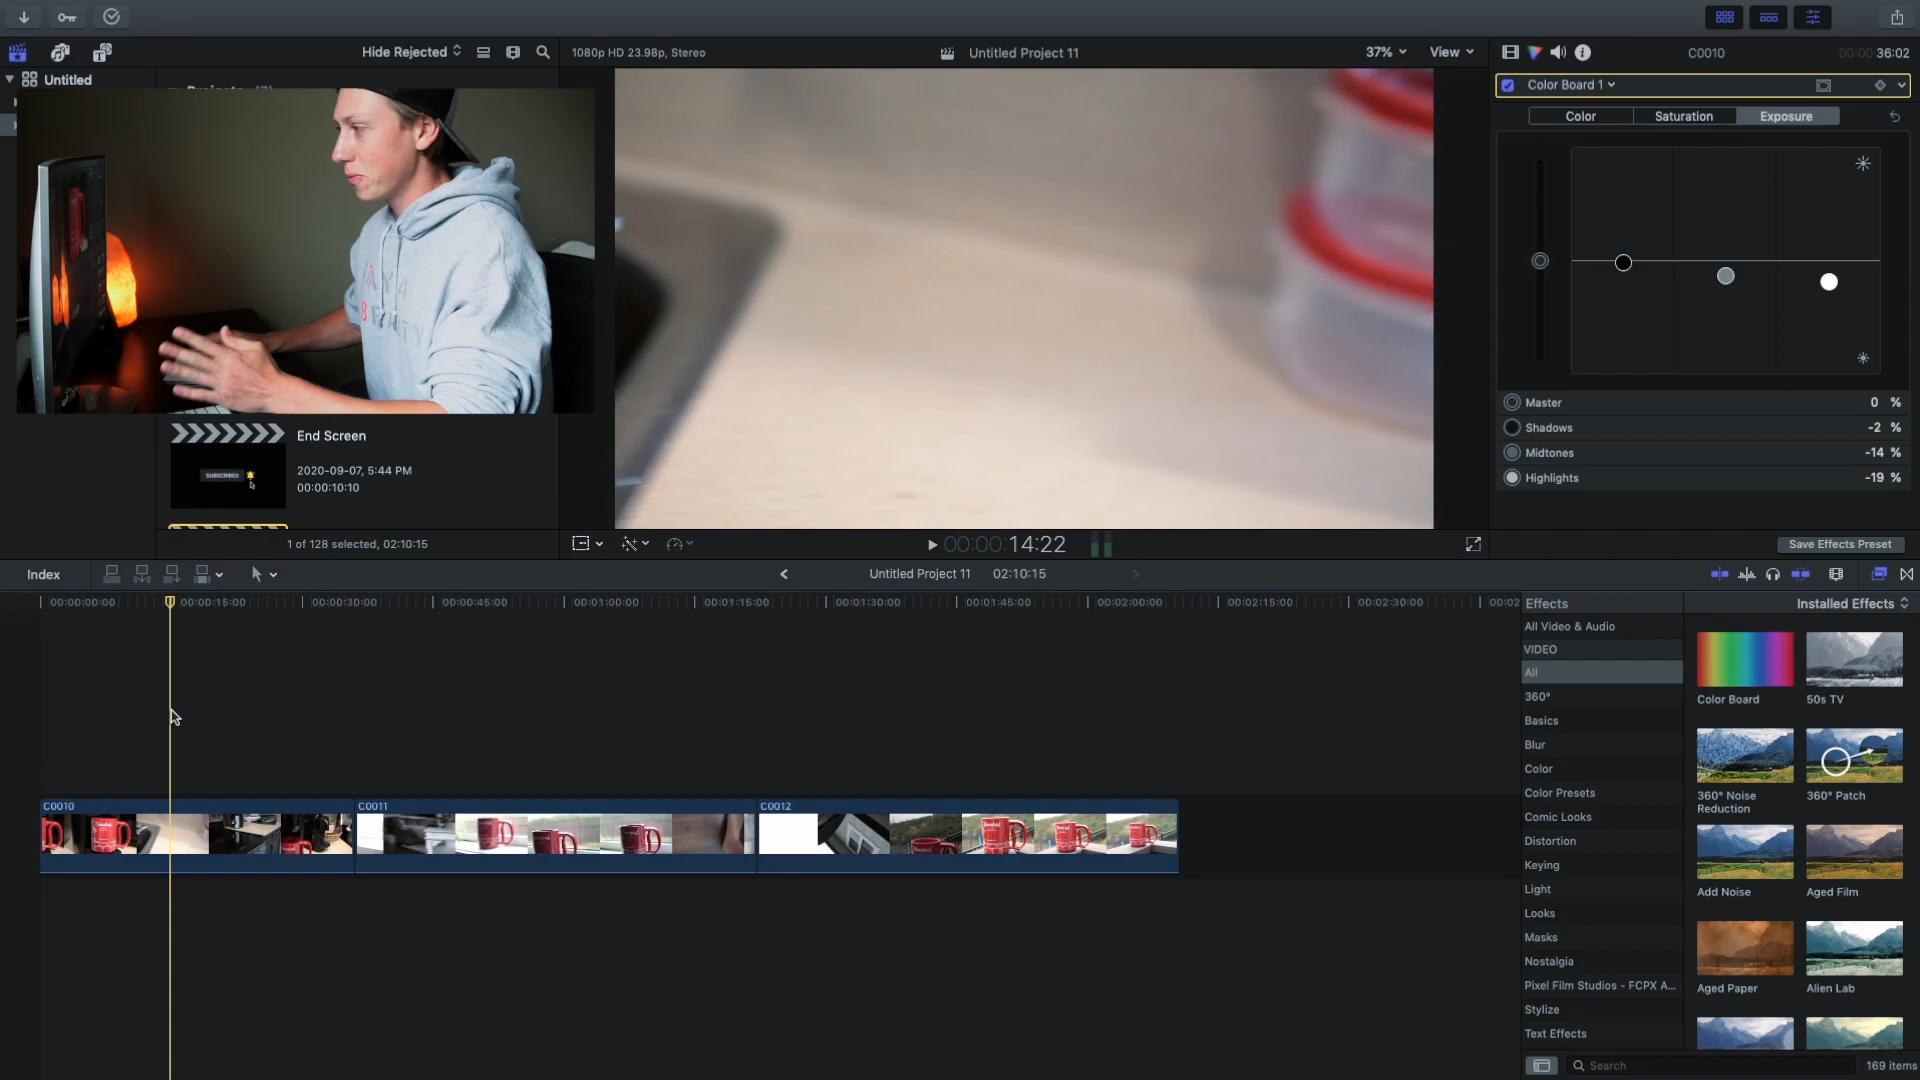 Hide Rejected
1080p HD 23.98p, Stereo
Untitled Project 11
37%
View
C0010
00:00:36:02
Untitled
Projects (7)
Color Board 1
Color
Saturation
Exposure
Master
0 %
Shadows
-2 %
Midtones
-14 %
Highlights
-19 %
End Screen
2020-09-07, 5:44 PM
00:00:10:10
SUBSCRIBED
1 of 128 selected, 02:10:15
00:00:14:22
Save Effects Preset
Index
Untitled Project 11
02:10:15
00:00:00:00
00:00:15:00
00:00:30:00
00:00:45:00
00:01:00:00
00:01:15:00
00:01:30:00
00:01:45:00
00:02:00:00
00:02:15:00
00:02:30:00
00:02
Effects
Installed Effects
All Video & Audio
VIDEO
All
360°
Basics
Blur
Color
Color Presets
Comic Looks
Distortion
Keying
Light
Looks
Masks
Nostalgia
Pixel Film Studios - FCPX A...
Stylize
Text Effects
Color Board
50s TV
360° Noise
Reduction
360° Patch
Add Noise
Aged Film
Aged Paper
Alien Lab
C0010
C0011
C0012
Search
169 items